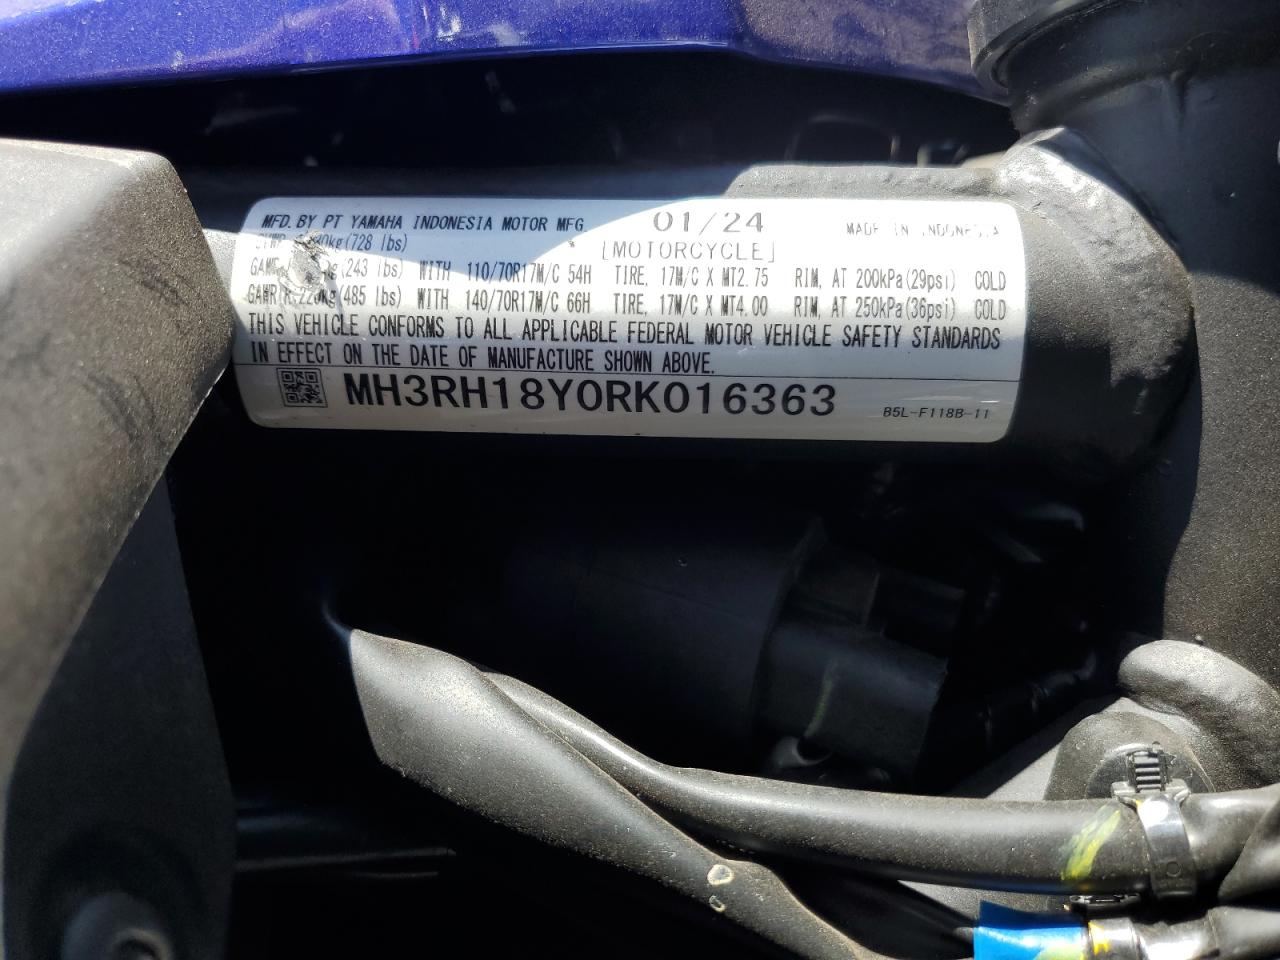 MFD. BY PT YAMAHA INDONESIA MOTOR MFG. 01/24 MADE IN INDONESIA
(728 lbs) [MOTORCYCLE]
(243 lbs) WITH 110/70R17M/C 54H TIRE, 17M/C X MT2.75 RIM, AT 200kPa(29psi) COLD
GAWR R.220kg(485 lbs) WITH 140/70R17M/C 66H TIRE, 17M/C X MT4.00 RIM, AT 250kPa(36psi) COLD
THIS VEHICLE CONFORMS TO ALL APPLICABLE FEDERAL MOTOR VEHICLE SAFETY STANDARDS
IN EFFECT ON THE DATE OF MANUFACTURE SHOWN ABOVE.
MH3RH18Y0RK016363 B5L-F118B-11